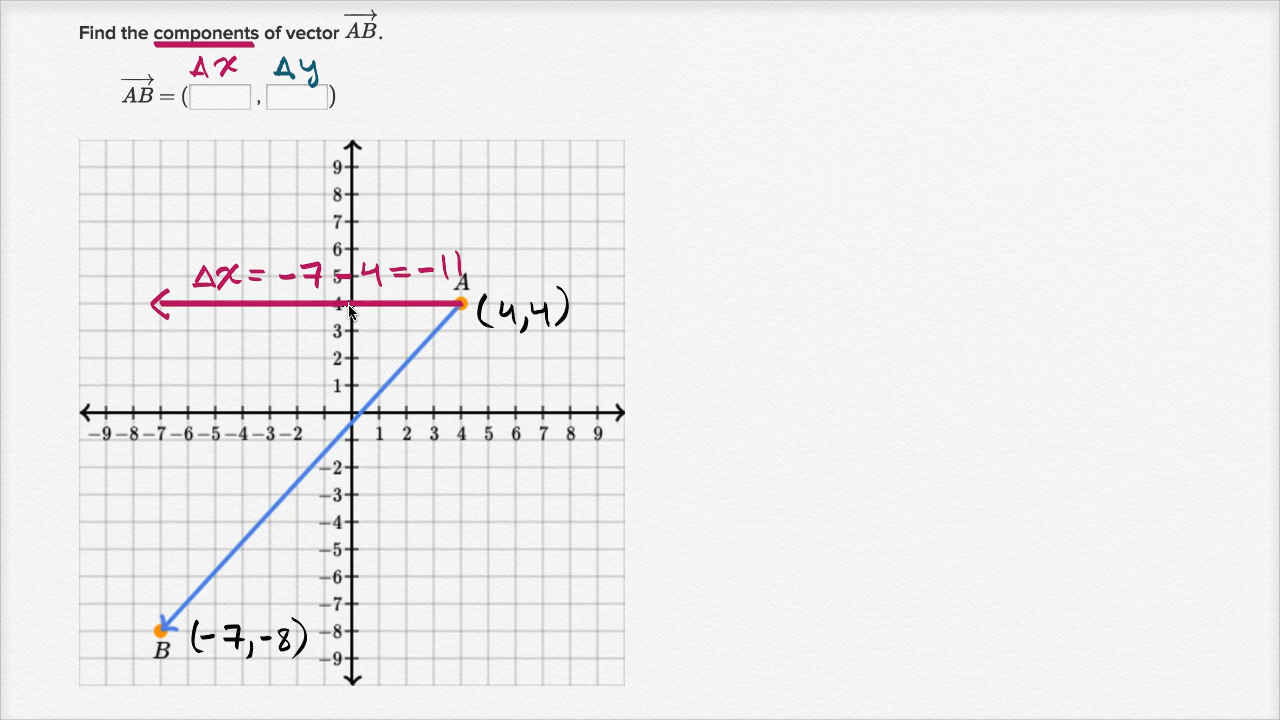 Find the components of vector AB.
Δx Δy
AB = ( , )
9
8
7
6
Δx = -7 - 4 = -11
5
A
4
(4,4)
3
2
1
-9 -8 -7 -6 -5 -4 -3 -2 1 2 3 4 5 6 7 8 9
-2
-3
-4
-5
-6
-7
B (-7,-8) -8
-9